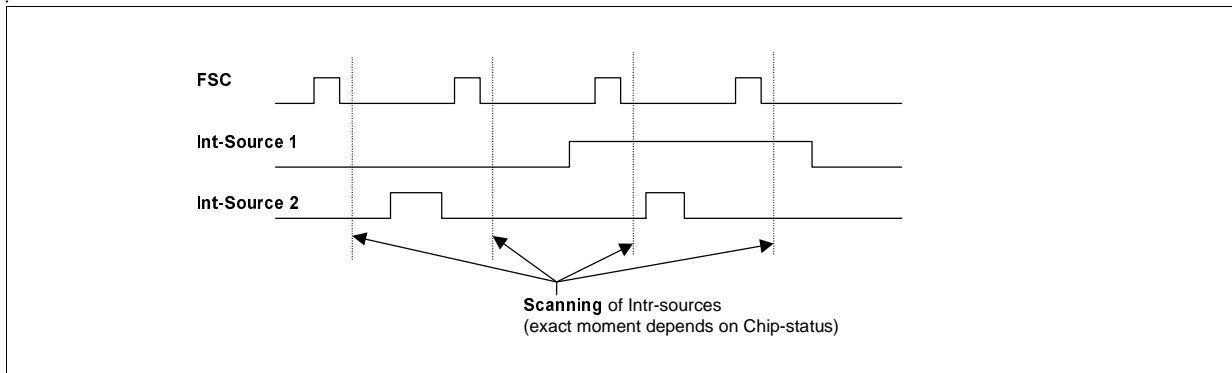 FSC
Int-Source 1
Int-Source 2
Scanning of Intr-sources
(exact moment depends on Chip-status)